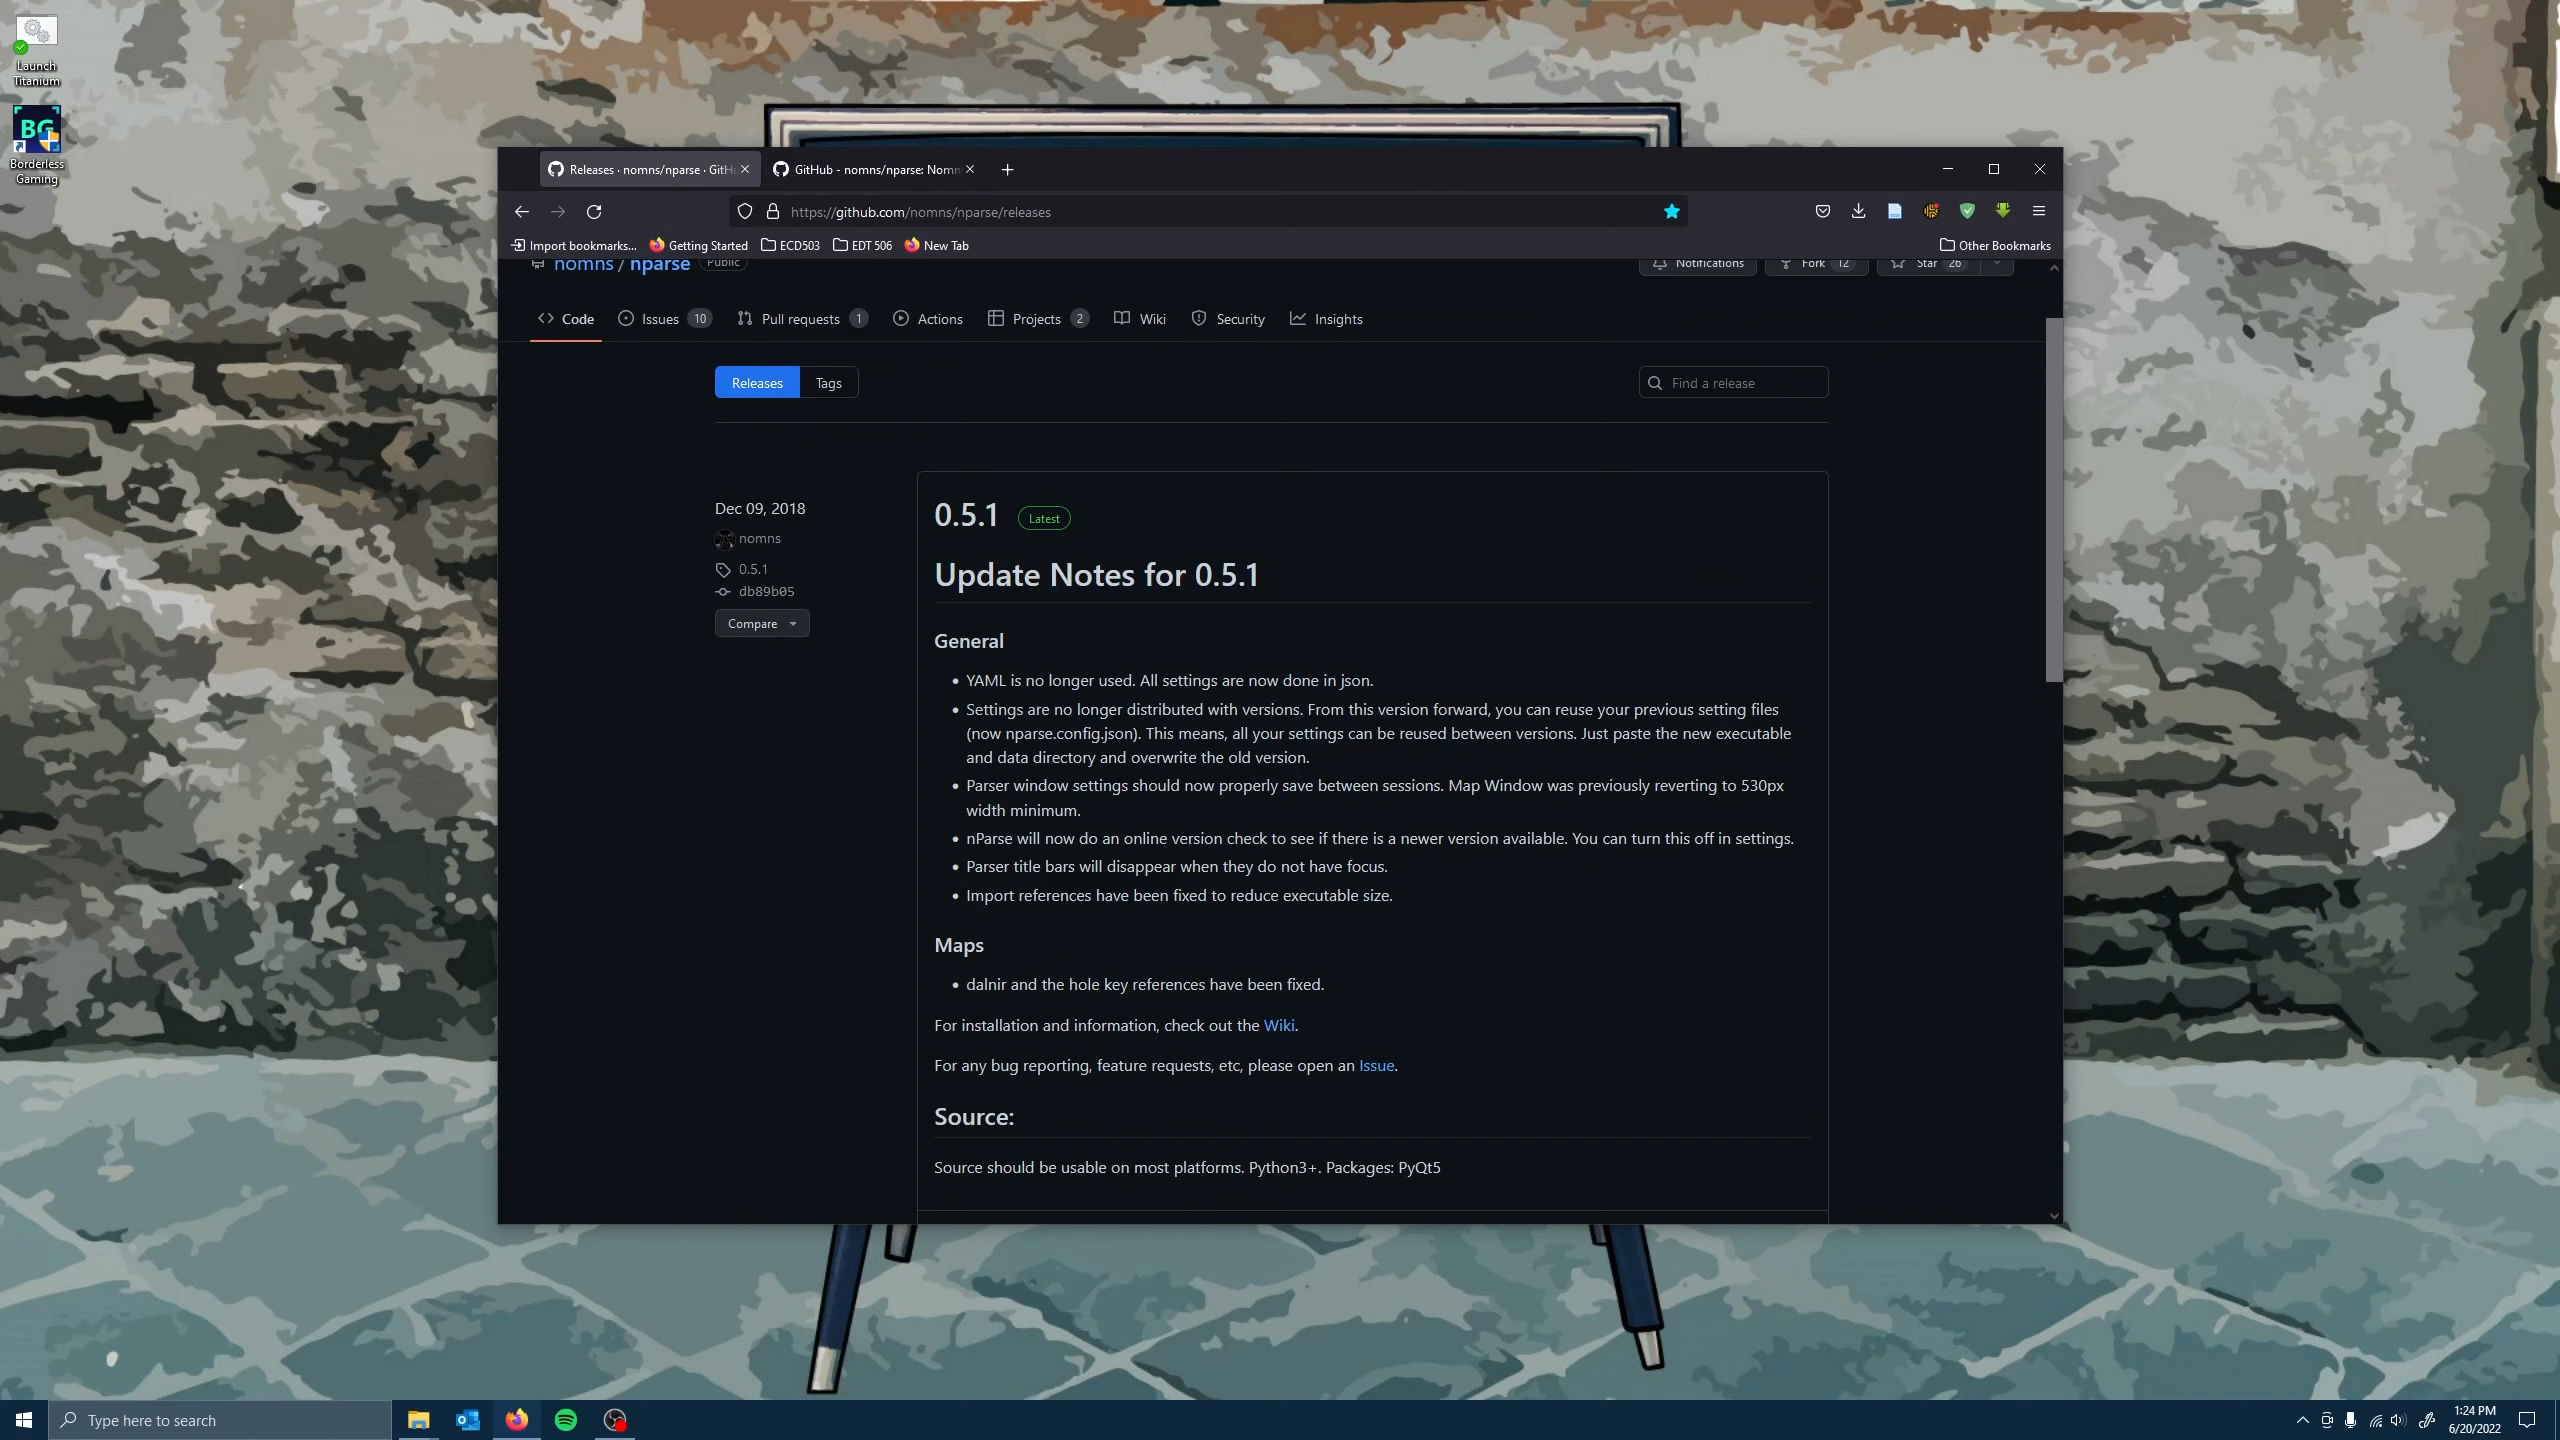 Launch
Titanium
BG
Borderless
Gaming
Releases · nomns/nparse · GitH
GitHub - nomns/nparse: Nomn
https://github.com/nomns/nparse/releases
Import bookmarks...
Getting Started
ECD503
EDT 506
New Tab
Other Bookmarks
nomns / nparse
Public
Notifications
Fork 12
Star 26
Code
Issues 10
Pull requests 1
Actions
Projects 2
Wiki
Security
Insights
Releases
Tags
Find a release
Dec 09, 2018
nomns
0.5.1
db89b05
Compare
0.5.1 Latest
Update Notes for 0.5.1
General
• YAML is no longer used. All settings are now done in json.
• Settings are no longer distributed with versions. From this version forward, you can reuse your previous setting files
(now nparse.config.json). This means, all your settings can be reused between versions. Just paste the new executable
and data directory and overwrite the old version.
• Parser window settings should now properly save between sessions. Map Window was previously reverting to 530px
width minimum.
• nParse will now do an online version check to see if there is a newer version available. You can turn this off in settings.
• Parser title bars will disappear when they do not have focus.
• Import references have been fixed to reduce executable size.
Maps
• dalnir and the hole key references have been fixed.
For installation and information, check out the Wiki.
For any bug reporting, feature requests, etc, please open an Issue.
Source:
Source should be usable on most platforms. Python3+. Packages: PyQt5
Type here to search
1:24 PM
6/20/2022